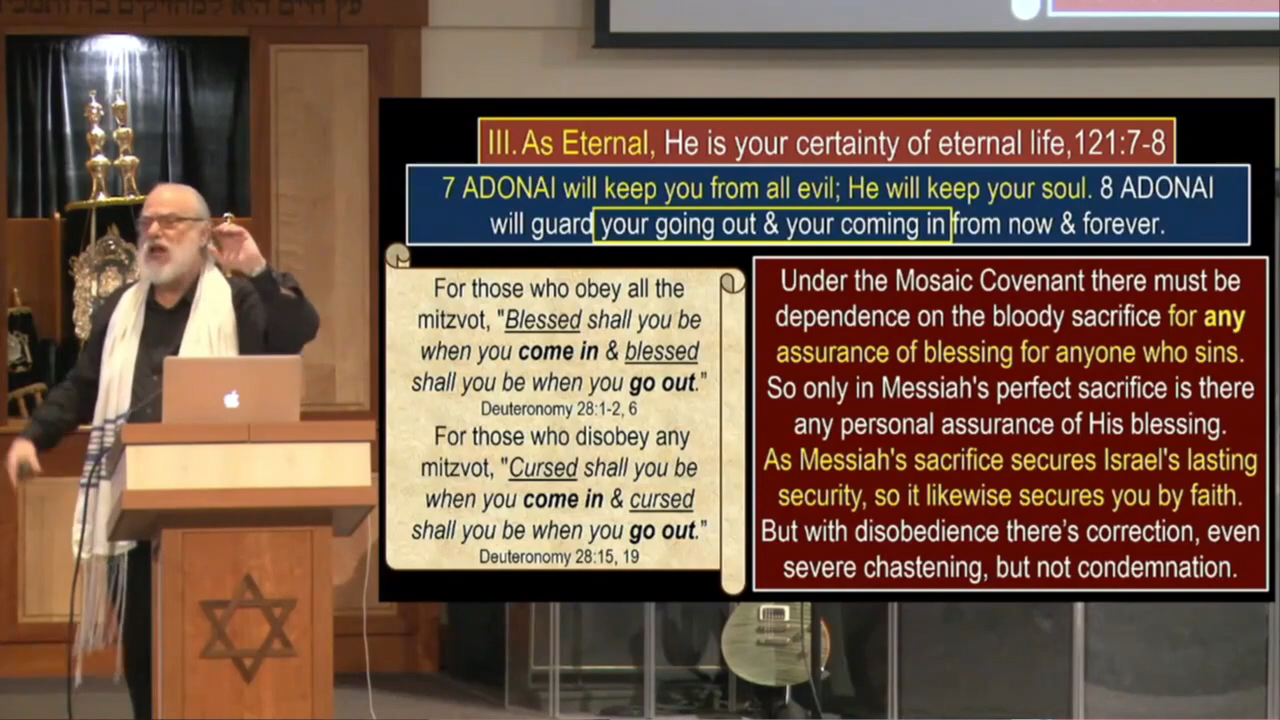 עץ חיים היא למחזיקים בה ותמכי
III. As Eternal, He is your certainty of eternal life,121:7-8
7 ADONAI will keep you from all evil; He will keep your soul. 8 ADONAI
will guard your going out & your coming in from now & forever.
For those who obey all the
mitzvot, "Blessed shall you be
when you come in & blessed
shall you be when you go out."
Deuteronomy 28:1-2, 6
For those who disobey any
mitzvot, "Cursed shall you be
when you come in & cursed
shall you be when you go out."
Deuteronomy 28:15, 19
Under the Mosaic Covenant there must be
dependence on the bloody sacrifice for any
assurance of blessing for anyone who sins.
So only in Messiah's perfect sacrifice is there
any personal assurance of His blessing.
As Messiah's sacrifice secures Israel's lasting
security, so it likewise secures you by faith.
But with disobedience there's correction, even
severe chastening, but not condemnation.